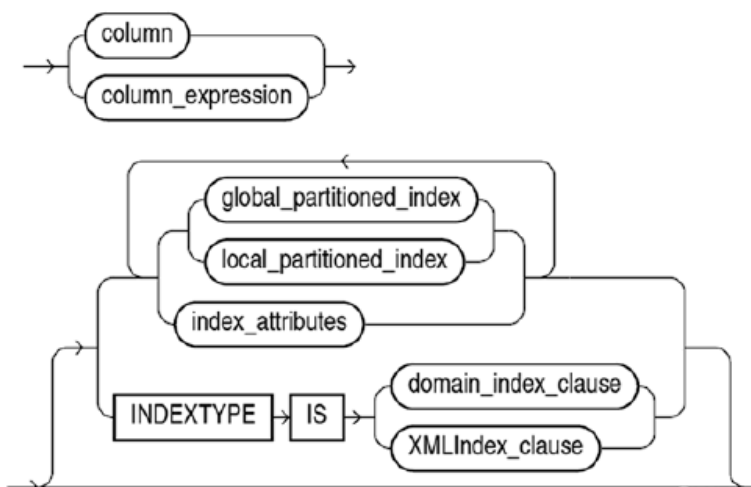 column
column_expression
global_partitioned_index
local_partitioned_index
index_attributes
domain_index_clause
INDEXTYPE IS
XMLIndex_clause